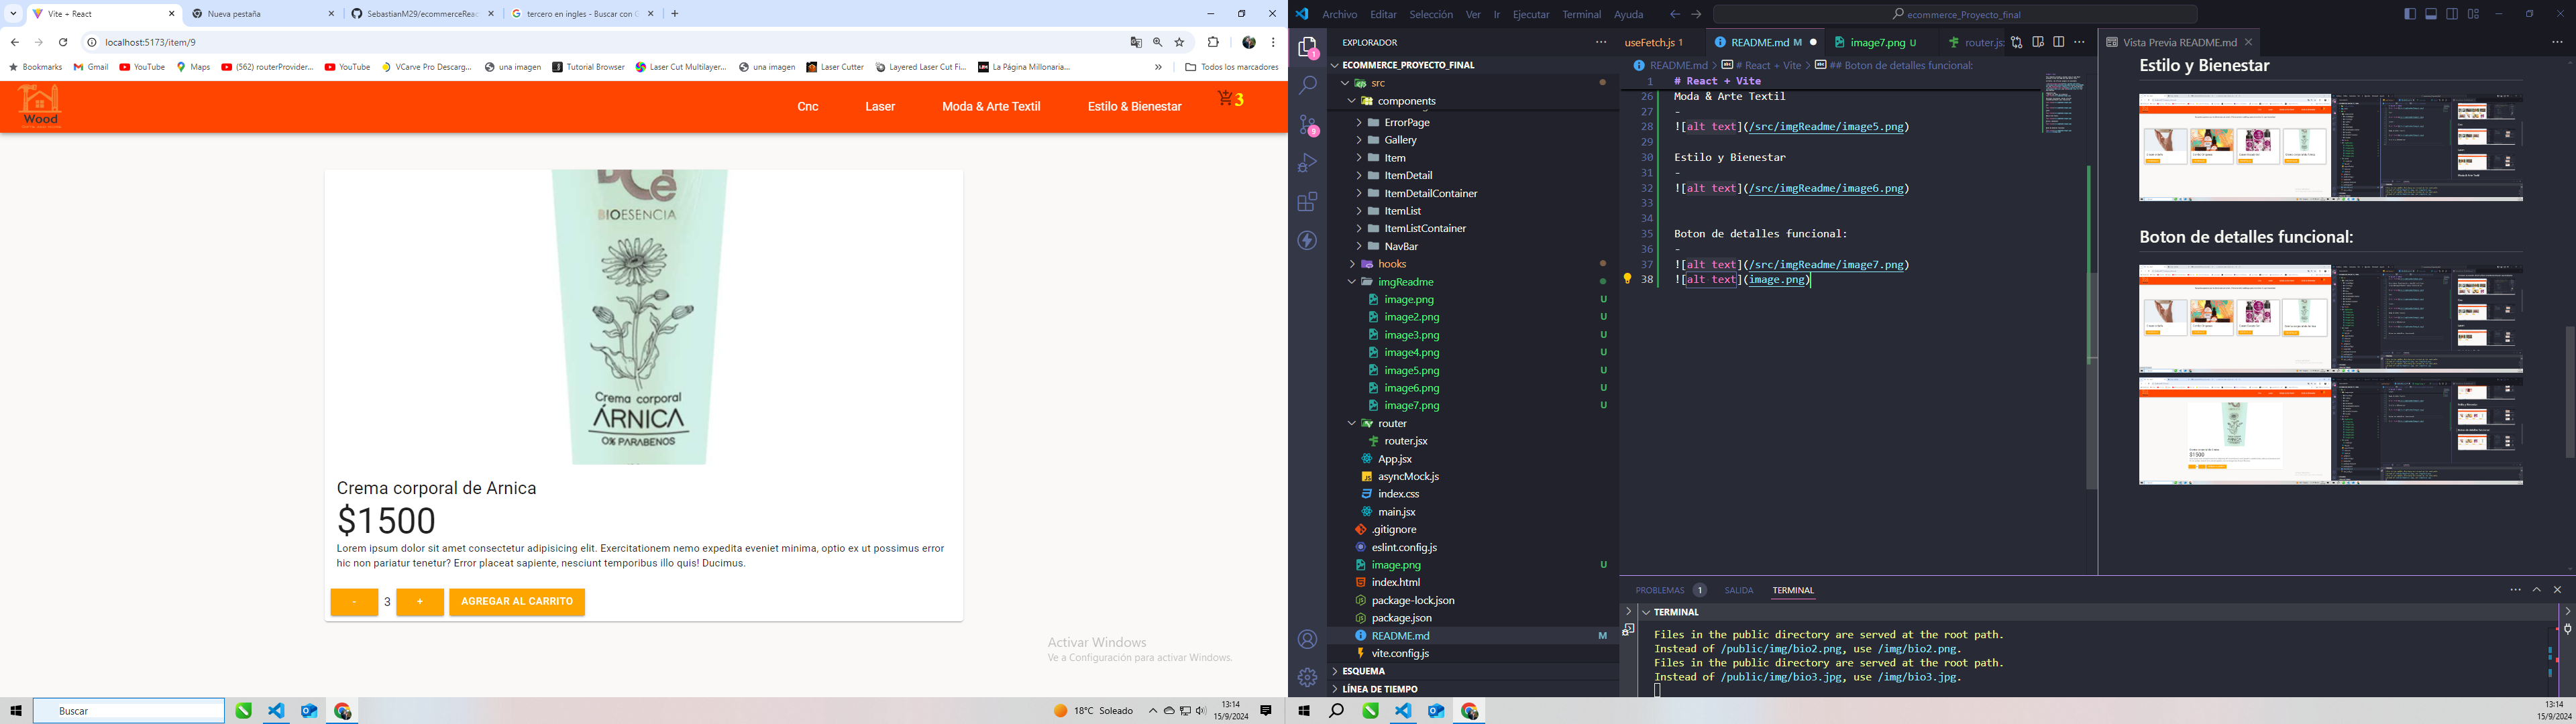 Vite + React
Nueva pestaña
SebastianM29/ecommerceReac
tercero en ingles - Buscar con G
localhost:5173/item/9
Bookmarks
Gmail
YouTube
Maps
(562) routerProvider...
YouTube
VCarve Pro Descarg...
una imagen
Tutorial Browser
Laser Cut Multilayer...
una imagen
Laser Cutter
Layered Laser Cut Fi...
La Página Millonaria...
»
Todos los marcadores
Wood
Cnc
Laser
Moda & Arte Textil
Estilo & Bienestar
3
BIOESENCIA
Crema corporal
ÁRNICA
0% PARABENOS
Crema corporal de Arnica
$1500
Lorem ipsum dolor sit amet consectetur adipisicing elit. Exercitationem nemo expedita eveniet minima, optio ex ut possimus error
hic non pariatur tenetur? Error placeat sapiente, nesciunt temporibus illo quis! Ducimus.
- 3 + AGREGAR AL CARRITO
Activar Windows
Ve a Configuración para activar Windows.
Buscar
18°C Soleado
13:14
15/9/2024
Archivo Editar Selección Ver Ir Ejecutar Terminal Ayuda
ecommerce_Proyecto_final
1
9
EXPLORADOR
ECOMMERCE_PROYECTO_FINAL
src
components
ErrorPage
Gallery
Item
ItemDetail
ItemDetailContainer
ItemList
ItemListContainer
NavBar
hooks
imgReadme
image.png U
image2.png U
image3.png U
image4.png U
image5.png U
image6.png U
image7.png U
router
router.jsx
App.jsx
asyncMock.js
index.css
main.jsx
.gitignore
eslint.config.js
image.png U
index.html
package-lock.json
package.json
README.md M
vite.config.js
ESQUEMA
LÍNEA DE TIEMPO
useFetch.js 1
README.md M
image7.png U
router.js
README.md > # React + Vite > ## Boton de detalles funcional:
1 # React + Vite
26 Moda & Arte Textil
27 -
28 ![alt text](/src/imgReadme/image5.png)
29
30 Estilo y Bienestar
31 -
32 ![alt text](/src/imgReadme/image6.png)
33
34
35 Boton de detalles funcional:
36 -
37 ![alt text](/src/imgReadme/image7.png)
38 ![alt text](image.png)
Vista Previa README.md
Estilo y Bienestar
Boton de detalles funcional:
PROBLEMAS 1 SALIDA TERMINAL
TERMINAL
Files in the public directory are served at the root path.
Instead of /public/img/bio2.png, use /img/bio2.png.
Files in the public directory are served at the root path.
Instead of /public/img/bio3.jpg, use /img/bio3.jpg.
13:14
15/9/2024